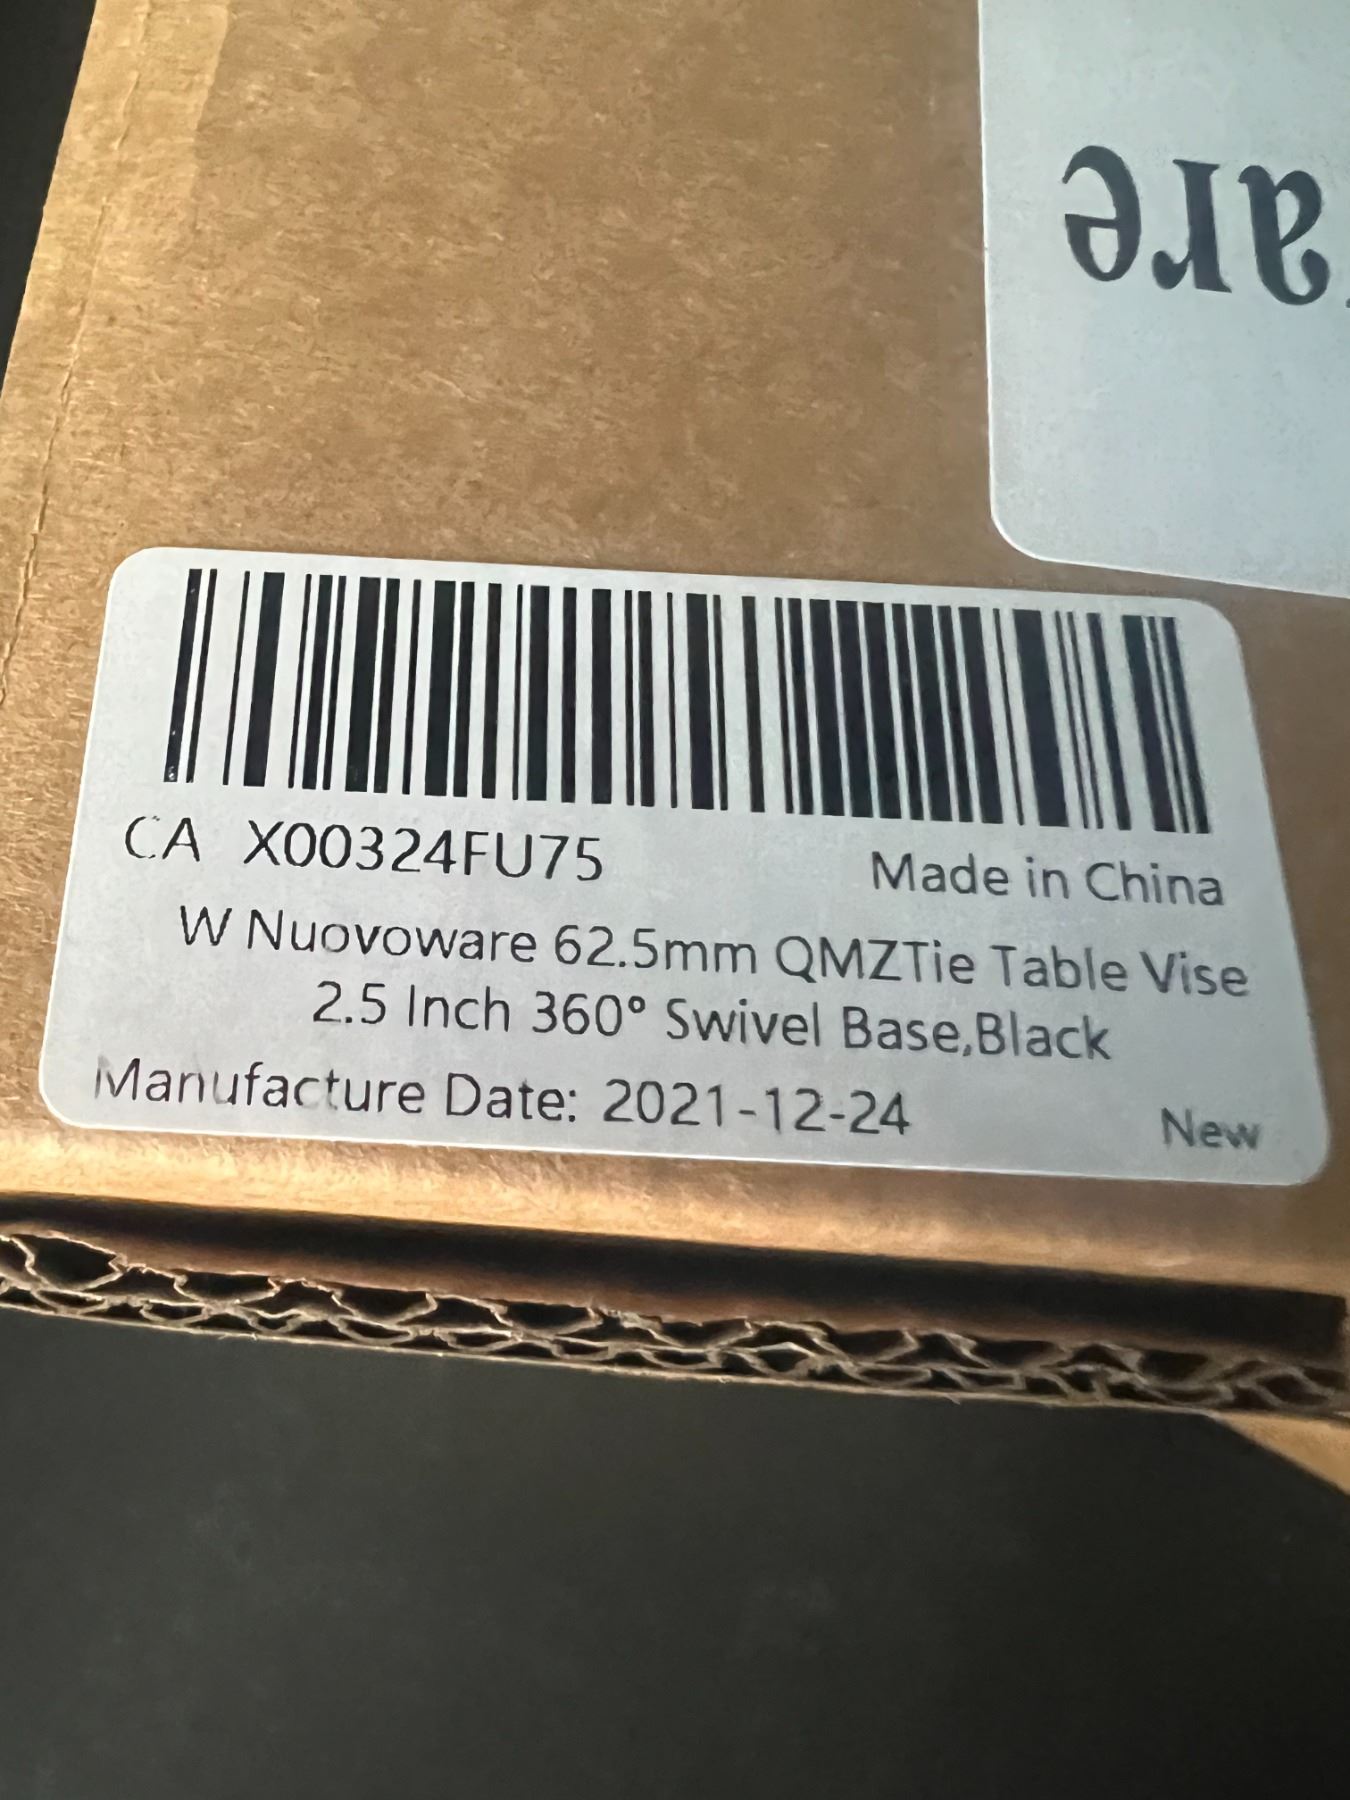 are
CA X00324FU75
Made in China
W Nuovoware 62.5mm QMZTie Table Vise
2.5 Inch 360° Swivel Base,Black
Manufacture Date: 2021-12-24
New